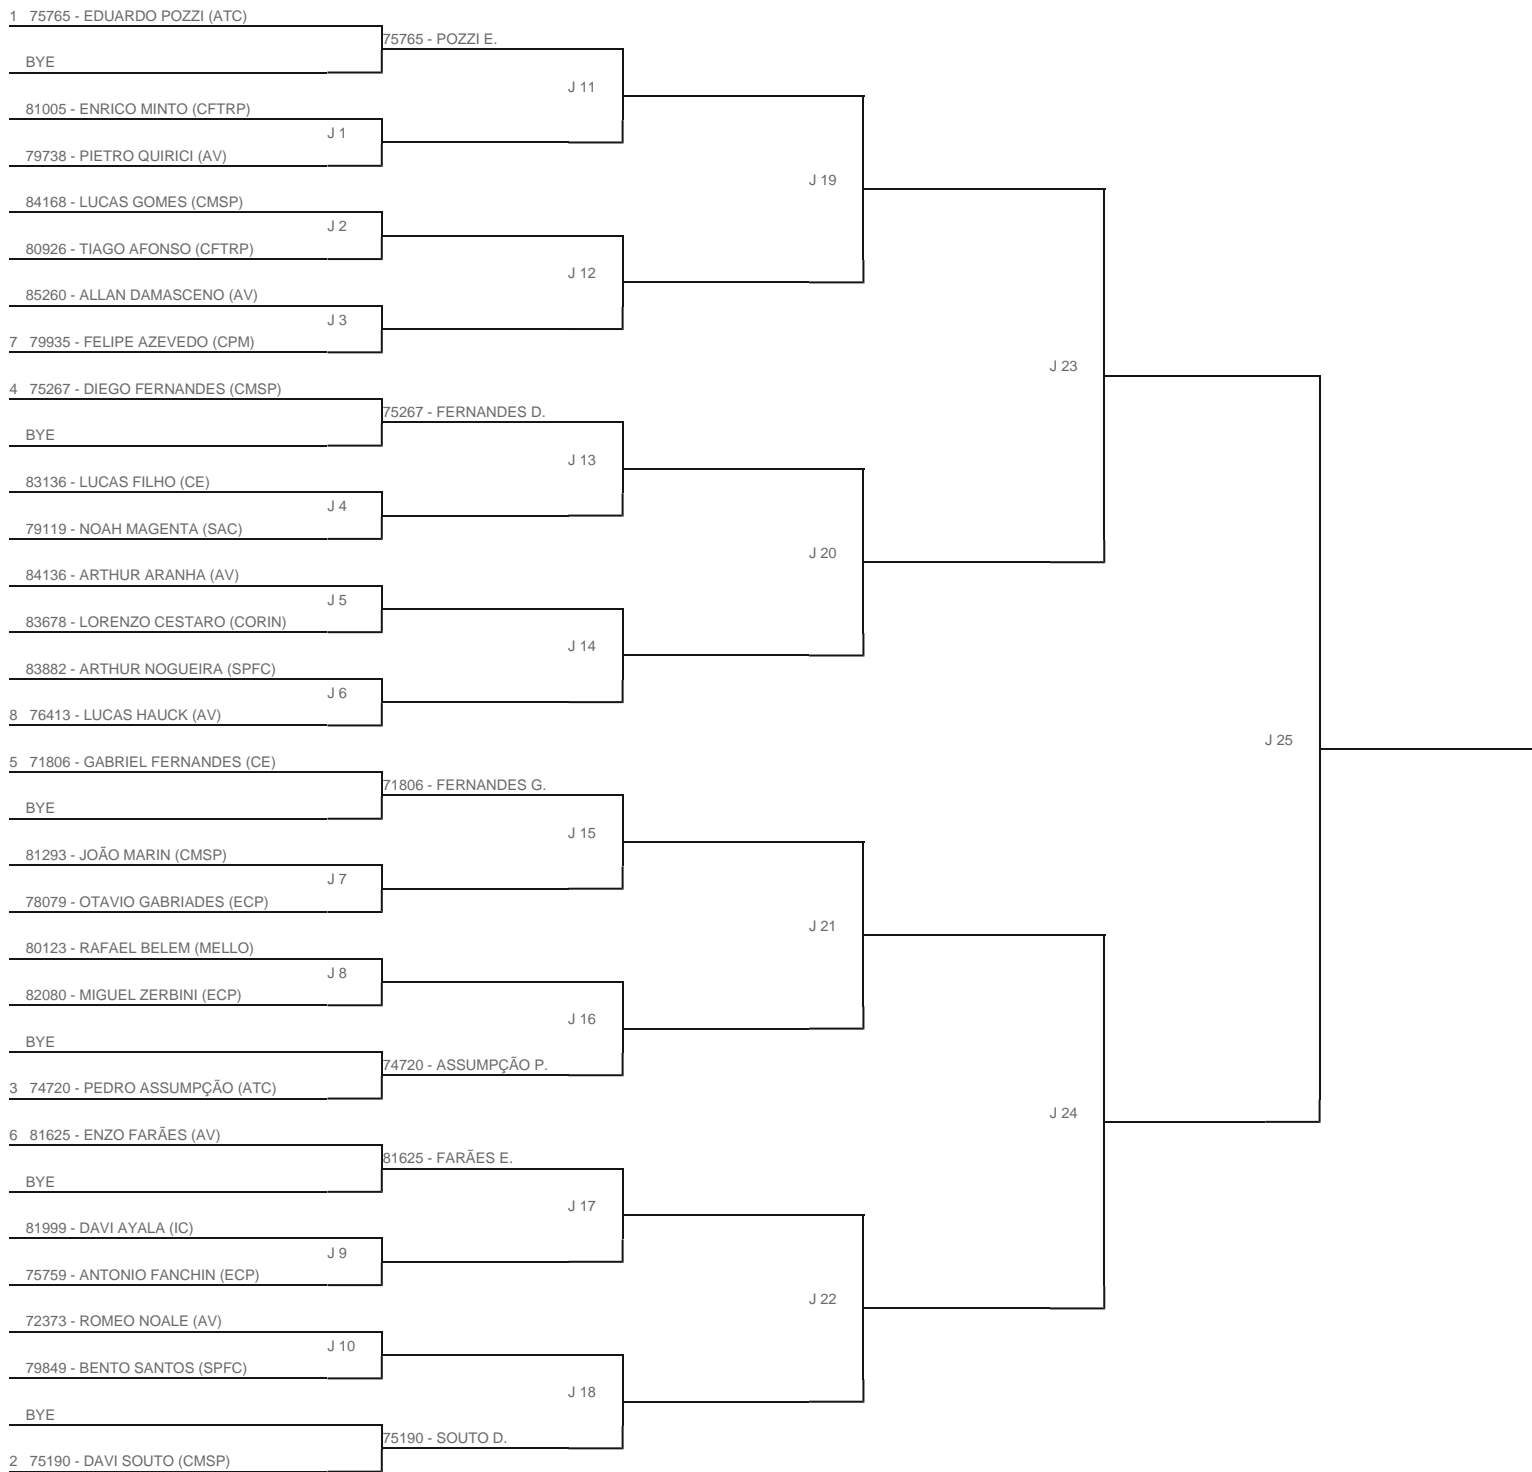 1 75765 - EDUARDO POZZI (ATC)
75765 - POZZI E.
BYE
J 11
81005 - ENRICO MINTO (CFTRP)
J 1
79738 - PIETRO QUIRICI (AV)
J 19
84168 - LUCAS GOMES (CMSP)
J 2
80926 - TIAGO AFONSO (CFTRP)
J 12
85260 - ALLAN DAMASCENO (AV)
J 3
7 79935 - FELIPE AZEVEDO (CPM)
J 23
4 75267 - DIEGO FERNANDES (CMSP)
75267 - FERNANDES D.
BYE
J 13
83136 - LUCAS FILHO (CE)
J 4
79119 - NOAH MAGENTA (SAC)
J 20
84136 - ARTHUR ARANHA (AV)
J 5
83678 - LORENZO CESTARO (CORIN)
J 14
83882 - ARTHUR NOGUEIRA (SPFC)
J 6
8 76413 - LUCAS HAUCK (AV)
J 25
5 71806 - GABRIEL FERNANDES (CE)
71806 - FERNANDES G.
BYE
J 15
81293 - JOÃO MARIN (CMSP)
J 7
78079 - OTAVIO GABRIADES (ECP)
J 21
80123 - RAFAEL BELEM (MELLO)
J 8
82080 - MIGUEL ZERBINI (ECP)
J 16
BYE
74720 - ASSUMPÇÃO P.
3 74720 - PEDRO ASSUMPÇÃO (ATC)
J 24
6 81625 - ENZO FARÃES (AV)
81625 - FARÃES E.
BYE
J 17
81999 - DAVI AYALA (IC)
J 9
75759 - ANTONIO FANCHIN (ECP)
J 22
72373 - ROMEO NOALE (AV)
J 10
79849 - BENTO SANTOS (SPFC)
J 18
BYE
75190 - SOUTO D.
2 75190 - DAVI SOUTO (CMSP)